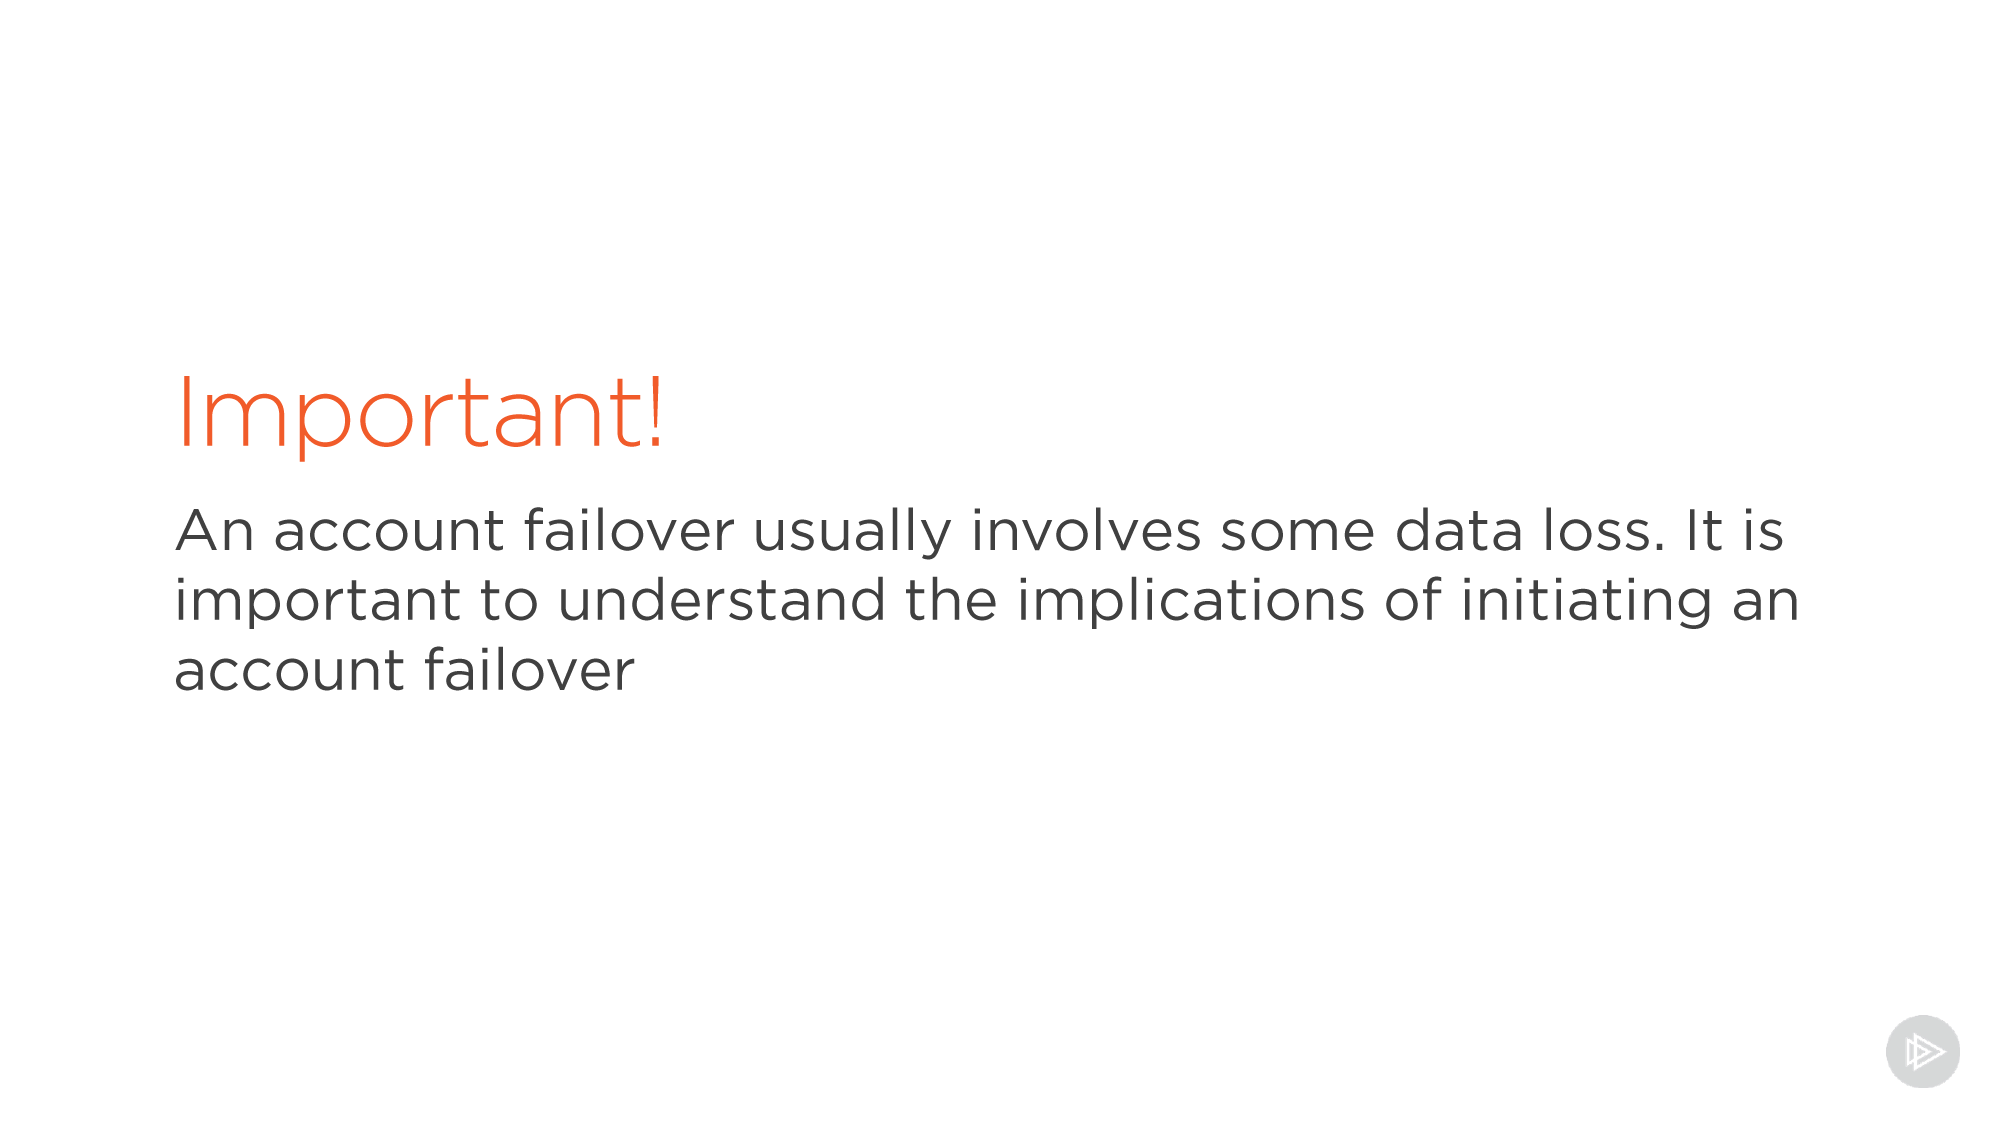 Important!
An account failover usually involves some data loss. It is
important to understand the implications of initiating an
account failover